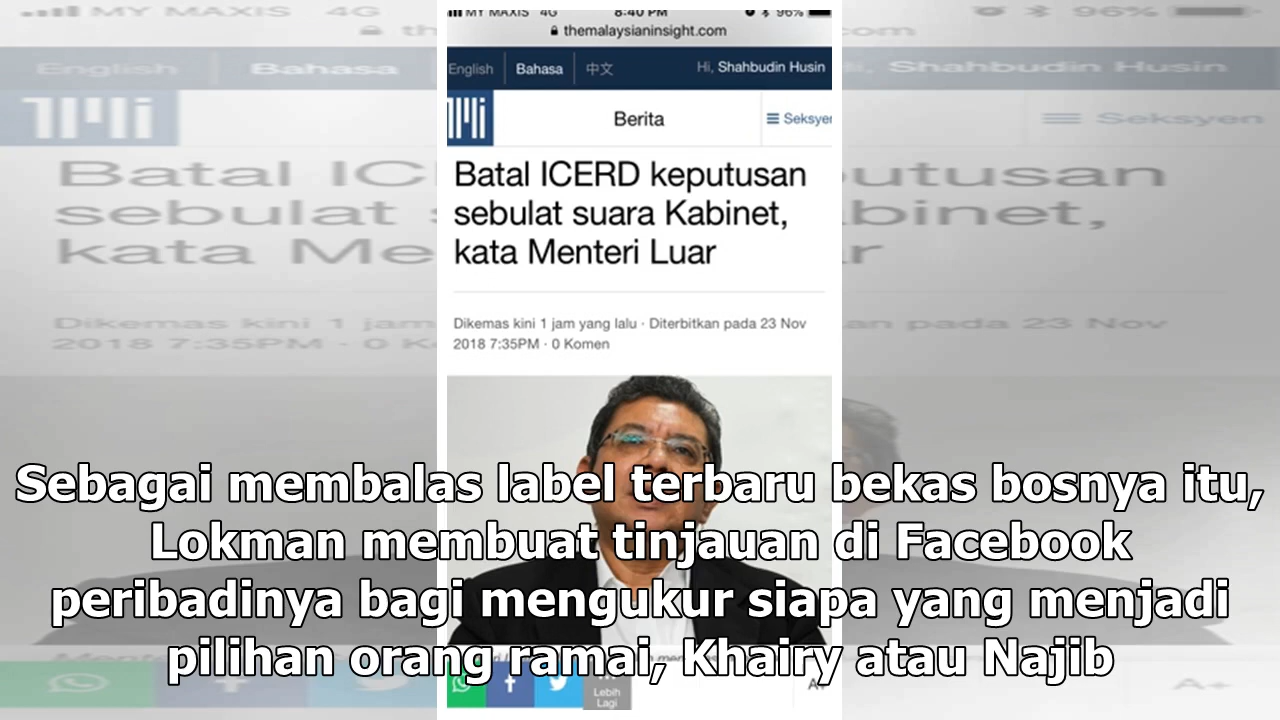 MY MAXIS 4G 8:40 PM 96%
themalaysianinsight.com
English Bahasa 中文 Hi, Shahbudin Husin
Berita
Seksyen
Batal ICERD keputusan
sebulat suara Kabinet,
kata Menteri Luar
Dikemas kini 1 jam yang lalu · Diterbitkan pada 23 Nov
2018 7:35PM · 0 Komen
Sebagai membalas label terbaru bekas bosnya itu,
Lokman membuat tinjauan di Facebook
peribadinya bagi mengukur siapa yang menjadi
pilihan orang ramai, Khairy atau Najib
Lebih
Lagi